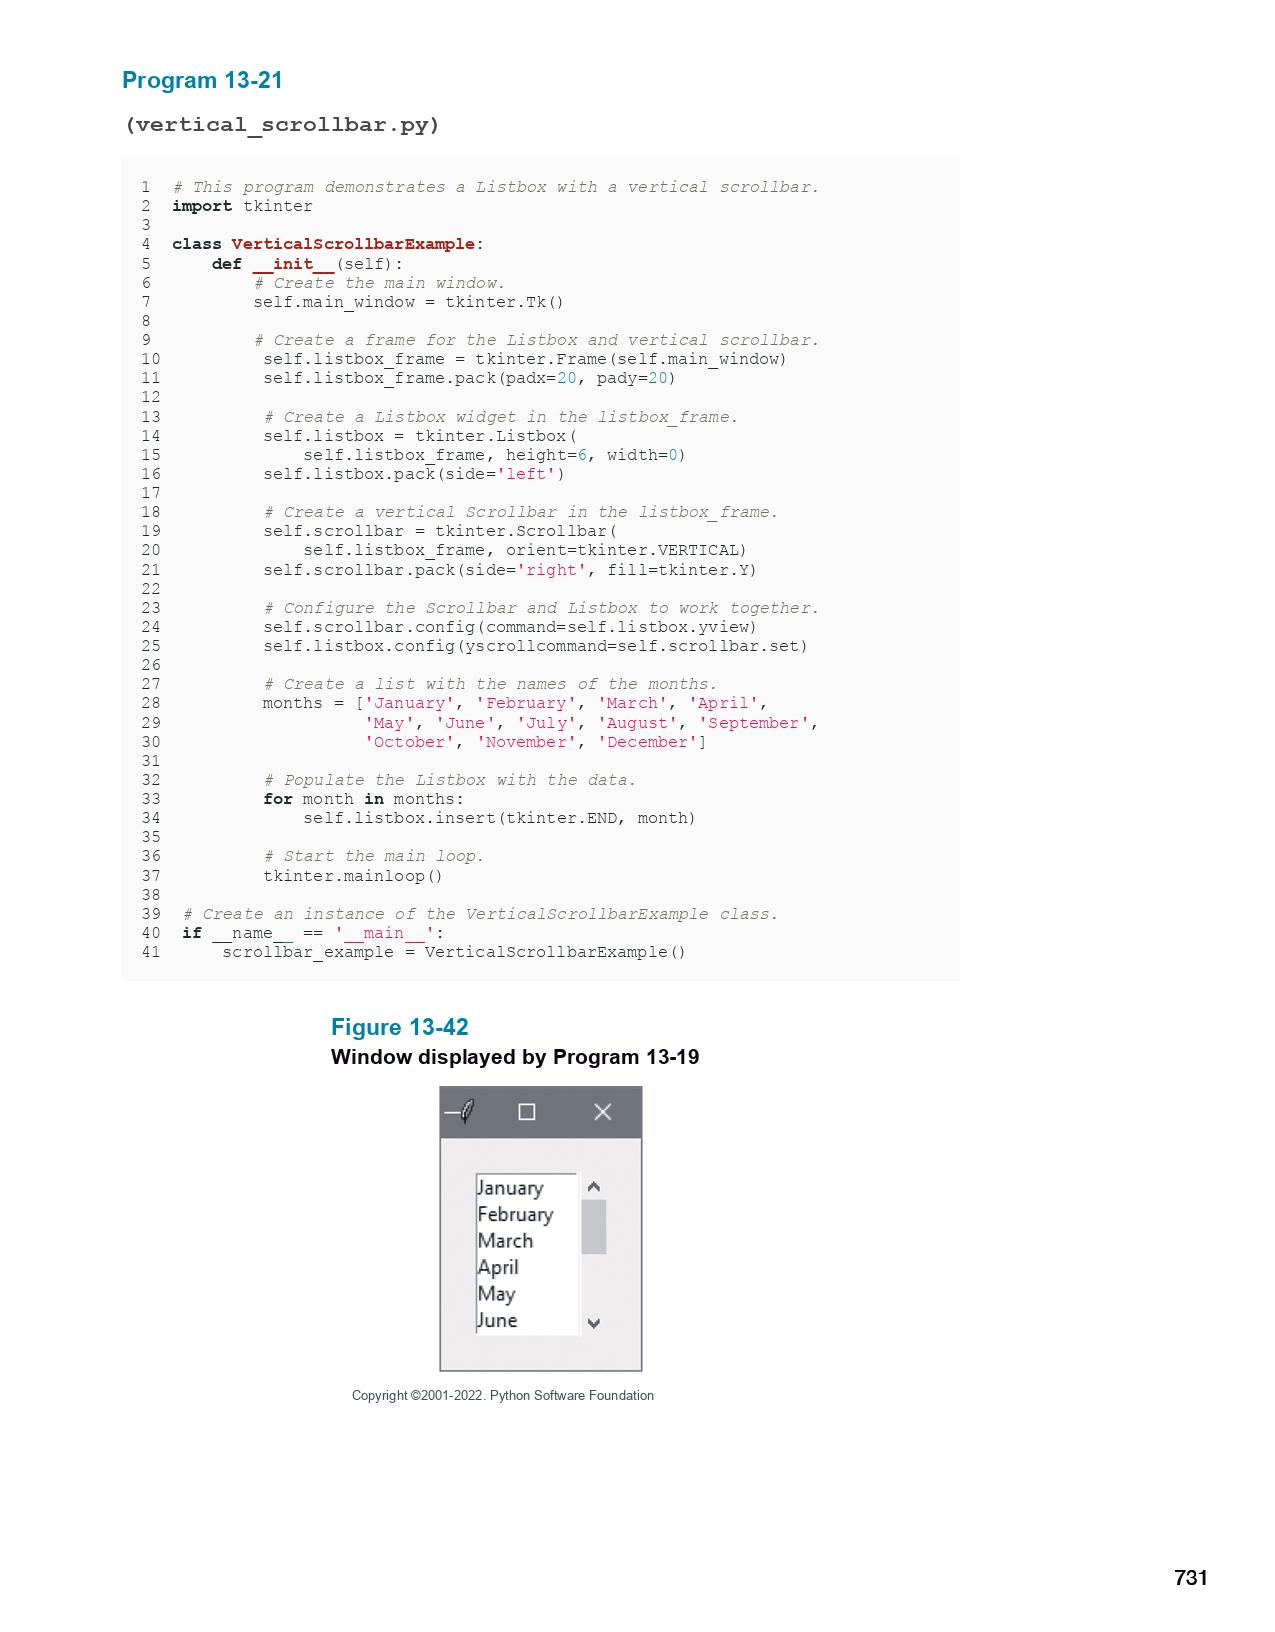 Program 13-21
(vertical_scrollbar.py)
1 # This program demonstrates a Listbox with a vertical scrollbar.
2 import tkinter
3
4 class VerticalScrollbarExample:
5     def __init__(self):
6         # Create the main window.
7         self.main_window = tkinter.Tk()
8
9         # Create a frame for the Listbox and vertical scrollbar.
10         self.listbox_frame = tkinter.Frame(self.main_window)
11         self.listbox_frame.pack(padx=20, pady=20)
12
13         # Create a Listbox widget in the listbox_frame.
14         self.listbox = tkinter.Listbox(
15             self.listbox_frame, height=6, width=0)
16         self.listbox.pack(side='left')
17
18         # Create a vertical Scrollbar in the listbox_frame.
19         self.scrollbar = tkinter.Scrollbar(
20             self.listbox_frame, orient=tkinter.VERTICAL)
21         self.scrollbar.pack(side='right', fill=tkinter.Y)
22
23         # Configure the Scrollbar and Listbox to work together.
24         self.scrollbar.config(command=self.listbox.yview)
25         self.listbox.config(yscrollcommand=self.scrollbar.set)
26
27         # Create a list with the names of the months.
28         months = ['January', 'February', 'March', 'April',
29                   'May', 'June', 'July', 'August', 'September',
30                   'October', 'November', 'December']
31
32         # Populate the Listbox with the data.
33         for month in months:
34             self.listbox.insert(tkinter.END, month)
35
36         # Start the main loop.
37         tkinter.mainloop()
38
39 # Create an instance of the VerticalScrollbarExample class.
40 if __name__ == '__main__':
41     scrollbar_example = VerticalScrollbarExample()
Figure 13-42
Window displayed by Program 13-19
January
February
March
April
May
June
Copyright ©2001-2022. Python Software Foundation
731